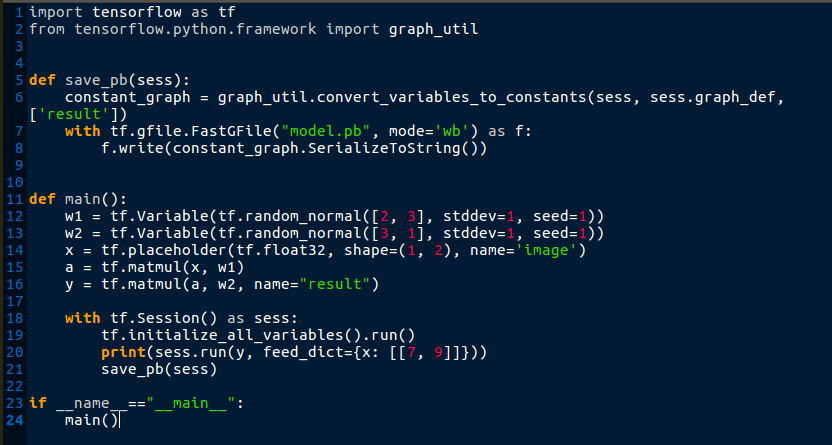 1 import tensorflow as tf
2 from tensorflow.python.framework import graph_util
3
4
5 def save_pb(sess):
6     constant_graph = graph_util.convert_variables_to_constants(sess, sess.graph_def,
['result'])
7     with tf.gfile.FastGFile("model.pb", mode='wb') as f:
8         f.write(constant_graph.SerializeToString())
9
10
11 def main():
12     w1 = tf.Variable(tf.random_normal([2, 3], stddev=1, seed=1))
13     w2 = tf.Variable(tf.random_normal([3, 1], stddev=1, seed=1))
14     x = tf.placeholder(tf.float32, shape=(1, 2), name='image')
15     a = tf.matmul(x, w1)
16     y = tf.matmul(a, w2, name="result")
17
18     with tf.Session() as sess:
19         tf.initialize_all_variables().run()
20         print(sess.run(y, feed_dict={x: [[7, 9]]}))
21         save_pb(sess)
22
23 if __name__=="__main__":
24     main()